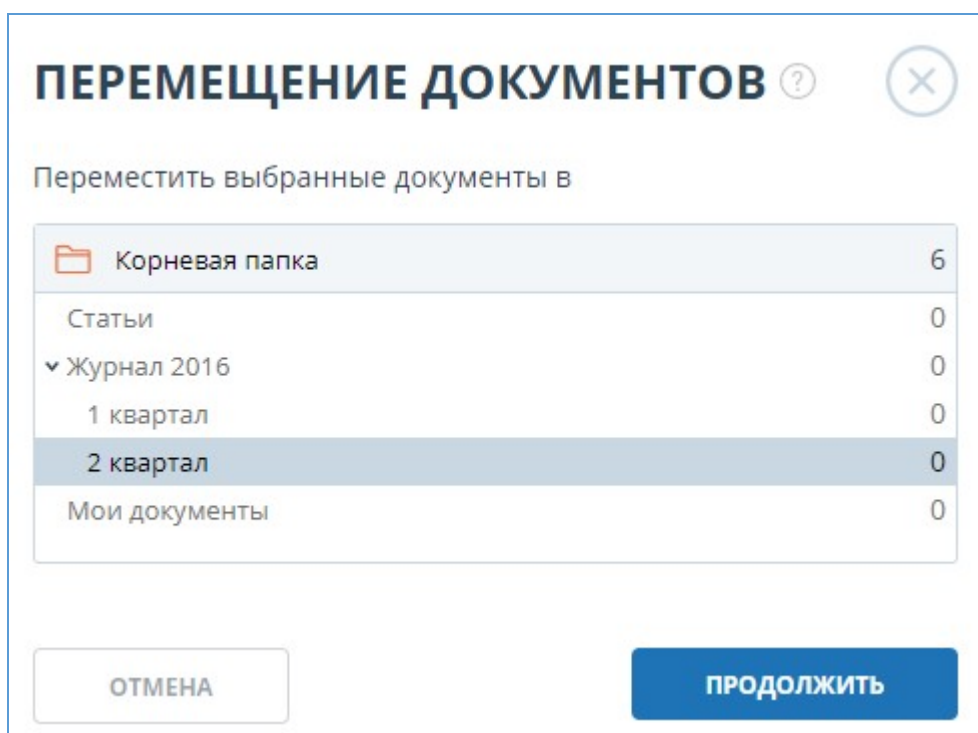 ПЕРЕМЕЩЕНИЕ ДОКУМЕНТОВ ?
Переместить выбранные документы в
Корневая папка 6
Статьи 0
Журнал 2016 0
1 квартал 0
2 квартал 0
Мои документы 0
ОТМЕНА ПРОДОЛЖИТЬ